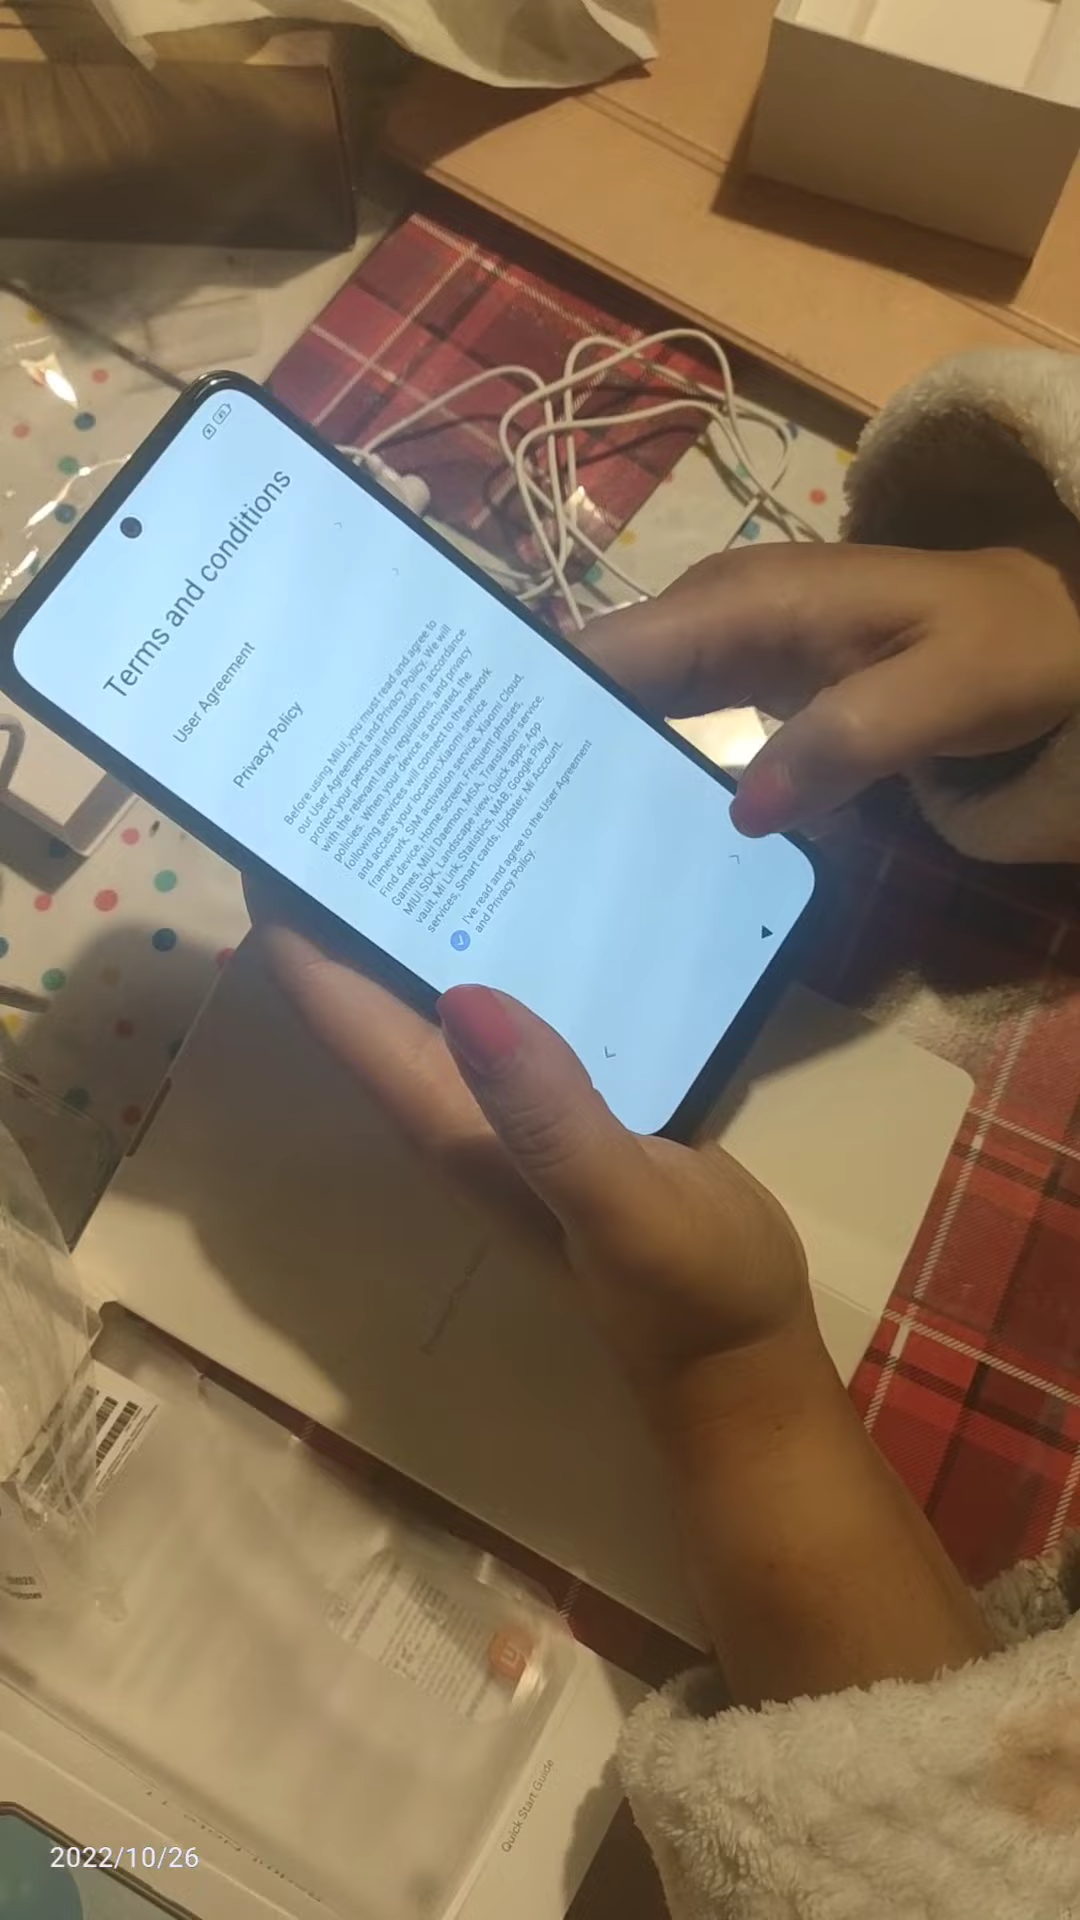 Terms and conditions
User Agreement
Privacy Policy
Before using MIUI, you must read and agree to
our User Agreement and Privacy Policy. We will
protect your personal information in accordance
with the relevant laws, regulations, and privacy
policies. When your device is activated, the
following services will connect to the network
and access your location: Xiaomi service
framework, SIM activation service, Xiaomi Cloud,
Find device, Home screen, Frequent phrases,
Games, MIUI Daemon, MSA, Translation service,
MIUI SDK, Landscape view, Quick apps, App
vault, Mi Link, Statistics, MAB, Google Play
services, Smart cards, Updater, Mi Account.
I've read and agree to the User Agreement
and Privacy Policy.
Quick Start Guide
2022/10/26